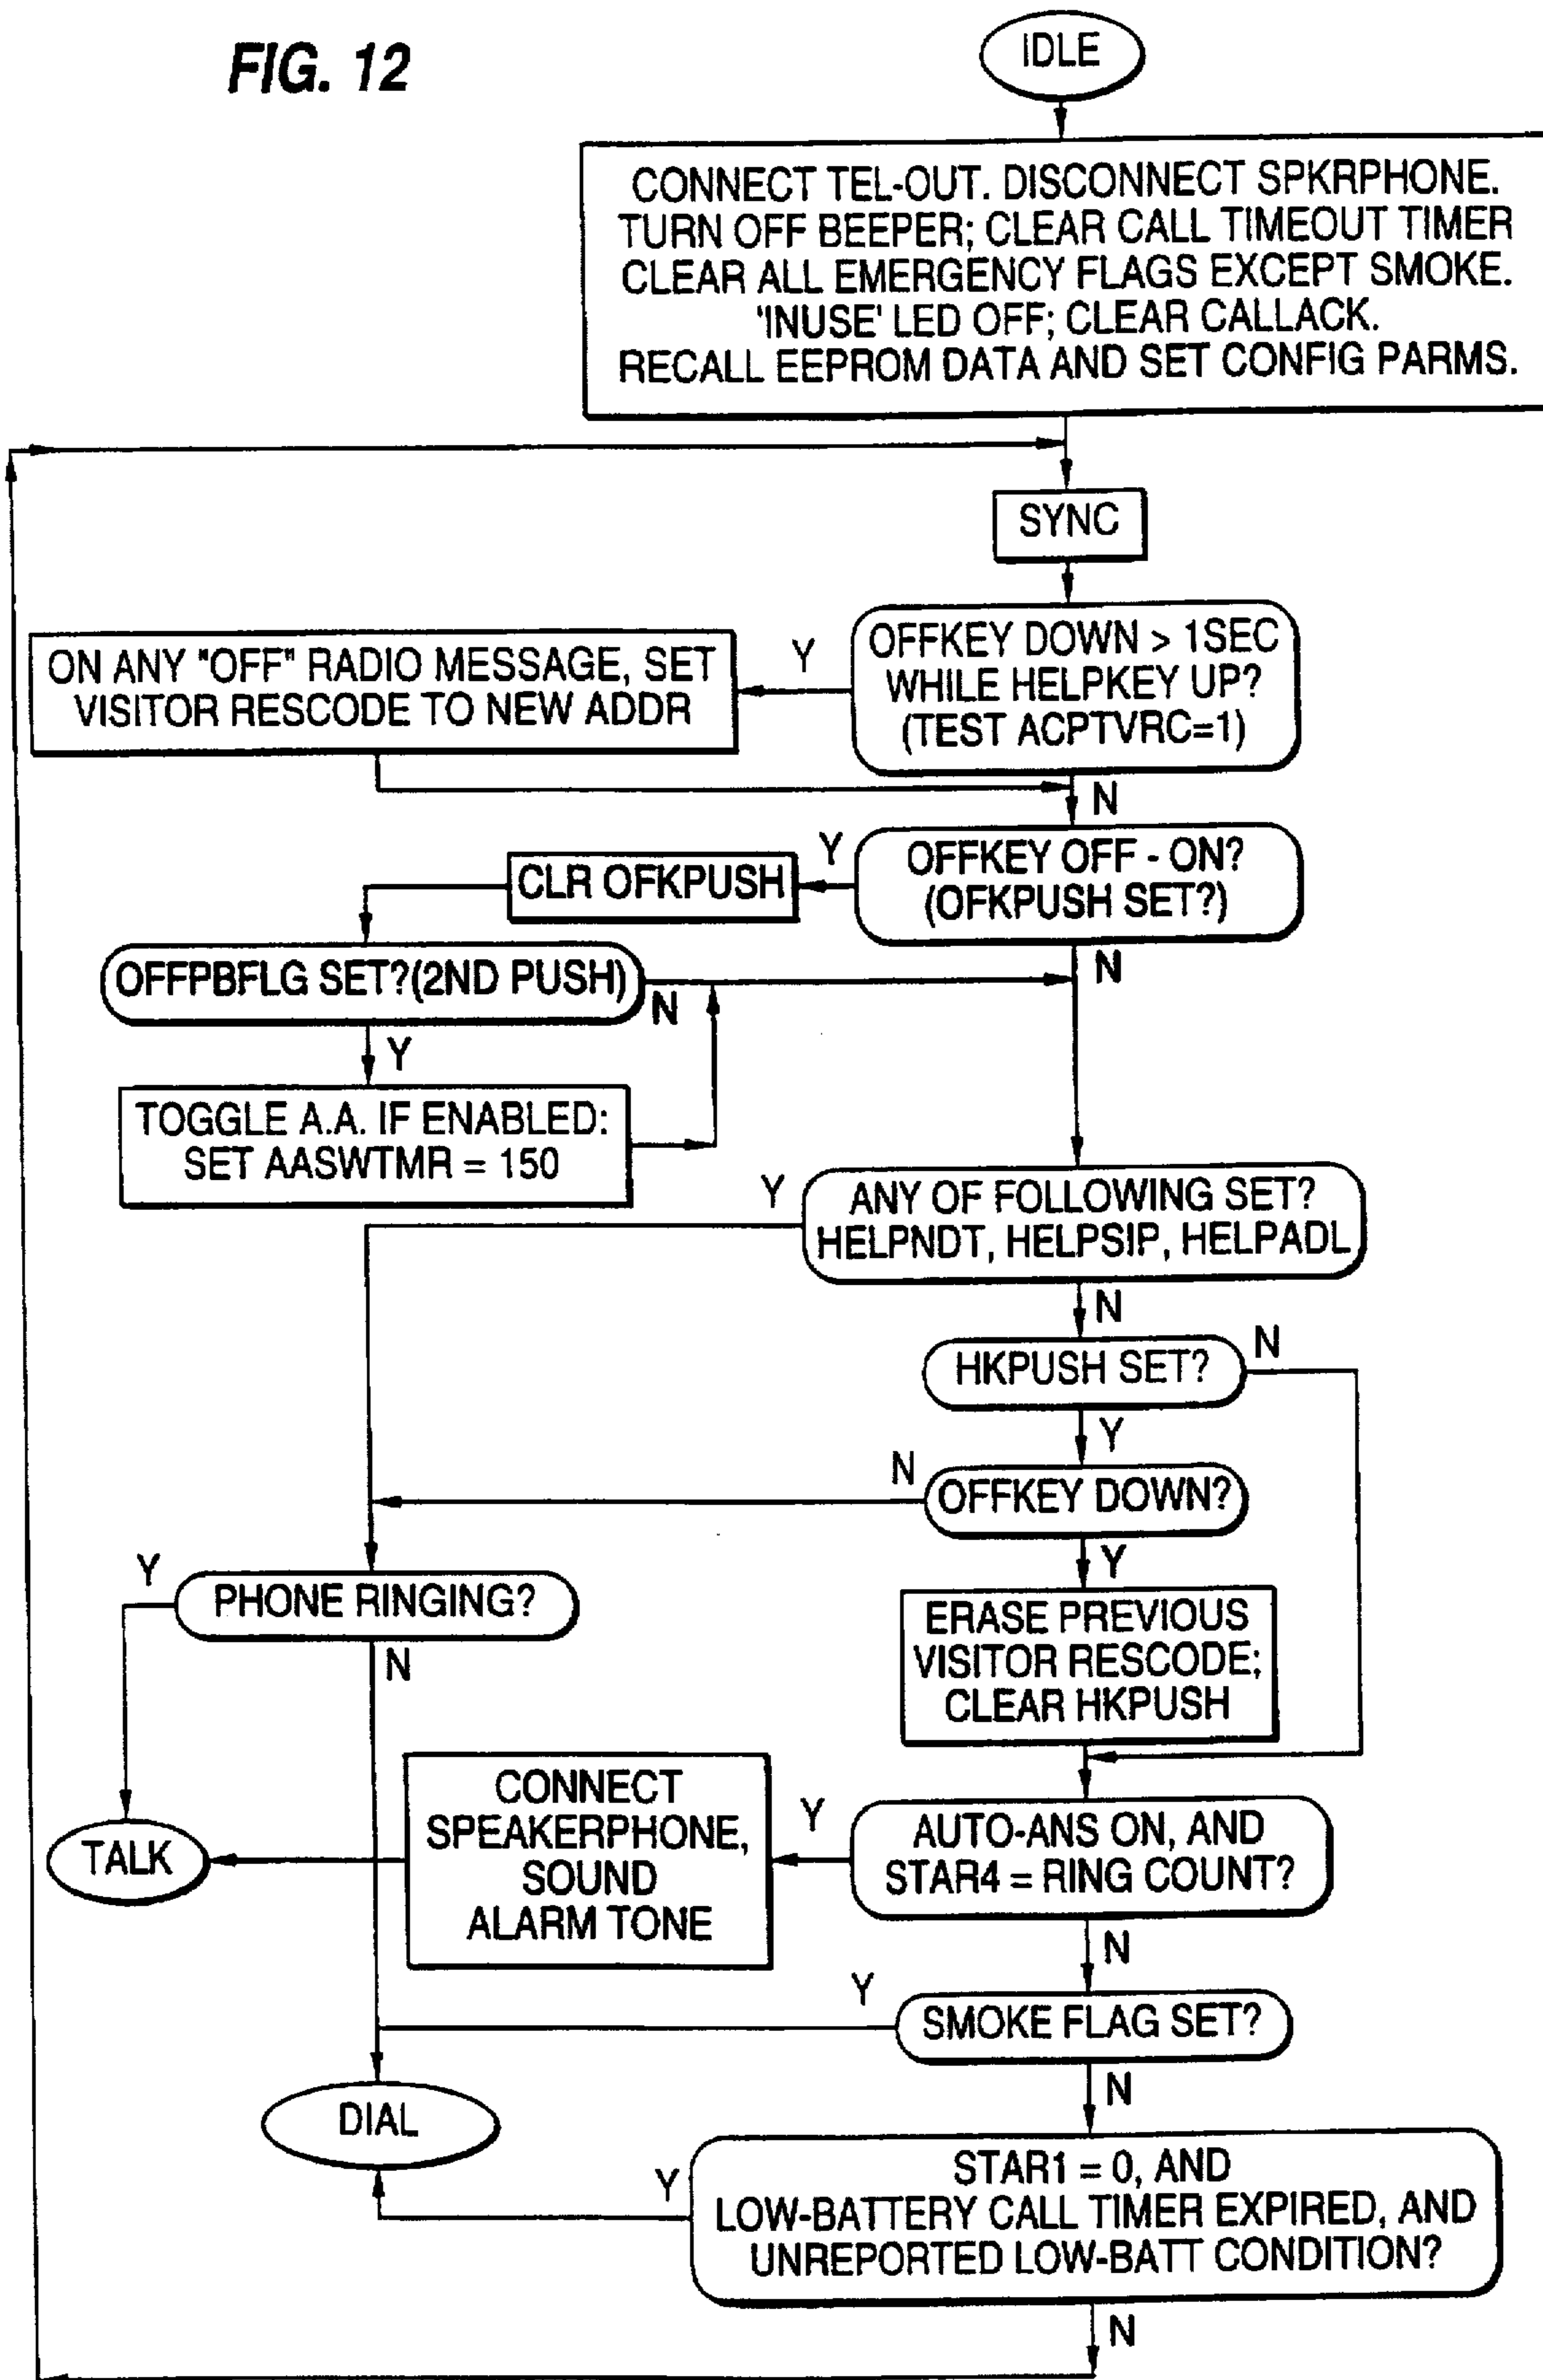 FIG. 12
IDLE
CONNECT TEL-OUT. DISCONNECT SPKRPHONE.
TURN OFF BEEPER; CLEAR CALL TIMEOUT TIMER
CLEAR ALL EMERGENCY FLAGS EXCEPT SMOKE.
'INUSE' LED OFF; CLEAR CALLACK.
RECALL EEPROM DATA AND SET CONFIG PARMS.
SYNC
OFFKEY DOWN > 1SEC
WHILE HELPKEY UP?
(TEST ACPTVRC=1)
Y
ON ANY "OFF" RADIO MESSAGE, SET
VISITOR RESCODE TO NEW ADDR
N
OFFKEY OFF - ON?
(OFKPUSH SET?)
Y
CLR OFKPUSH
N
OFFPBFLG SET?(2ND PUSH)
N
Y
TOGGLE A.A. IF ENABLED:
SET AASWTMR = 150
ANY OF FOLLOWING SET?
HELPNDT, HELPSIP, HELPADL
Y
N
HKPUSH SET?
N
Y
OFFKEY DOWN?
N
Y
PHONE RINGING?
Y
N
ERASE PREVIOUS
VISITOR RESCODE;
CLEAR HKPUSH
AUTO-ANS ON, AND
STAR4 = RING COUNT?
Y
CONNECT
SPEAKERPHONE,
SOUND
ALARM TONE
TALK
N
SMOKE FLAG SET?
Y
N
DIAL
STAR1 = 0, AND
LOW-BATTERY CALL TIMER EXPIRED, AND
UNREPORTED LOW-BATT CONDITION?
Y
N